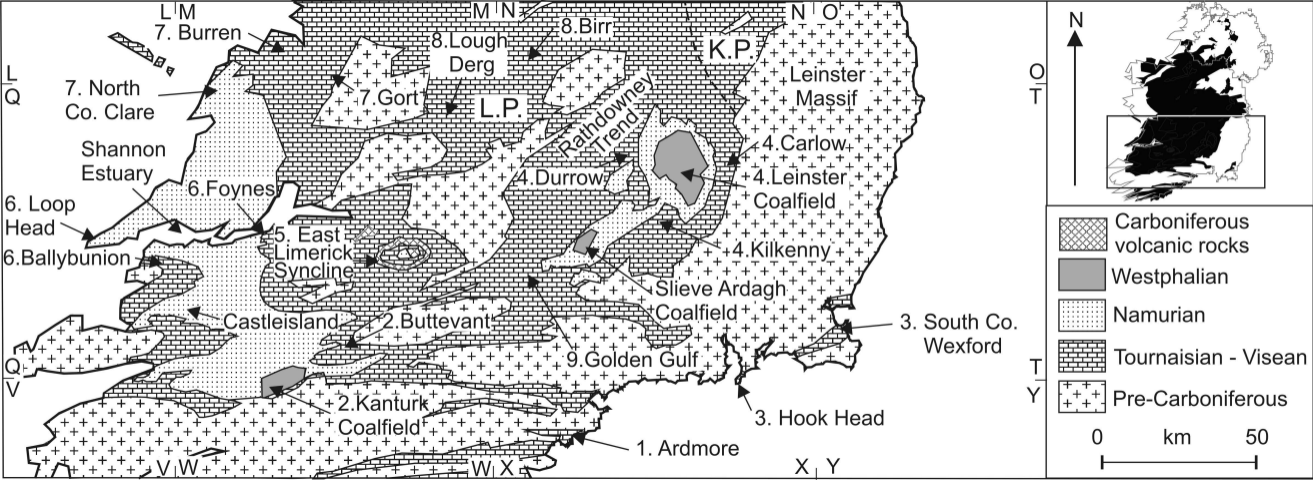 L M
M N
N O
7. Burren
8.Birr
8.Lough
Derg
K.P.
L
Q
O
T
7. North
Co. Clare
7.Gort
L.P.
Leinster
Massif
Rathdowney
Trend
Shannon
Estuary
4.Carlow
4.Durrow
4.Leinster
Coalfield
6.Foynes
6. Loop
Head
5. East
Limerick
Syncline
4.Kilkenny
6.Ballybunion
Slieve Ardagh
Coalfield
Castleisland
2.Buttevant
3. South Co.
Wexford
9.Golden Gulf
Q
V
T
Y
2.Kanturk
Coalfield
3. Hook Head
1. Ardmore
V W
W X
X Y
N
Carboniferous
volcanic rocks
Westphalian
Namurian
Tournaisian - Visean
Pre-Carboniferous
0 km 50